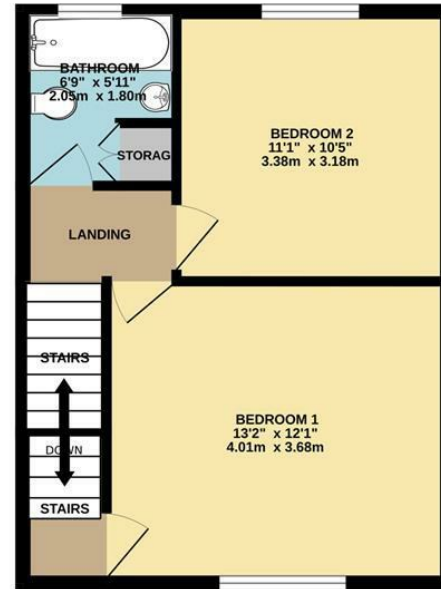 BATHROOM
6'9" x 5'11"
2.05m x 1.80m
STORAG
BEDROOM 2
11'1" x 10'5"
3.38m x 3.18m
LANDING
STAIRS
DOWN
STAIRS
BEDROOM 1
13'2" x 12'1"
4.01m x 3.68m